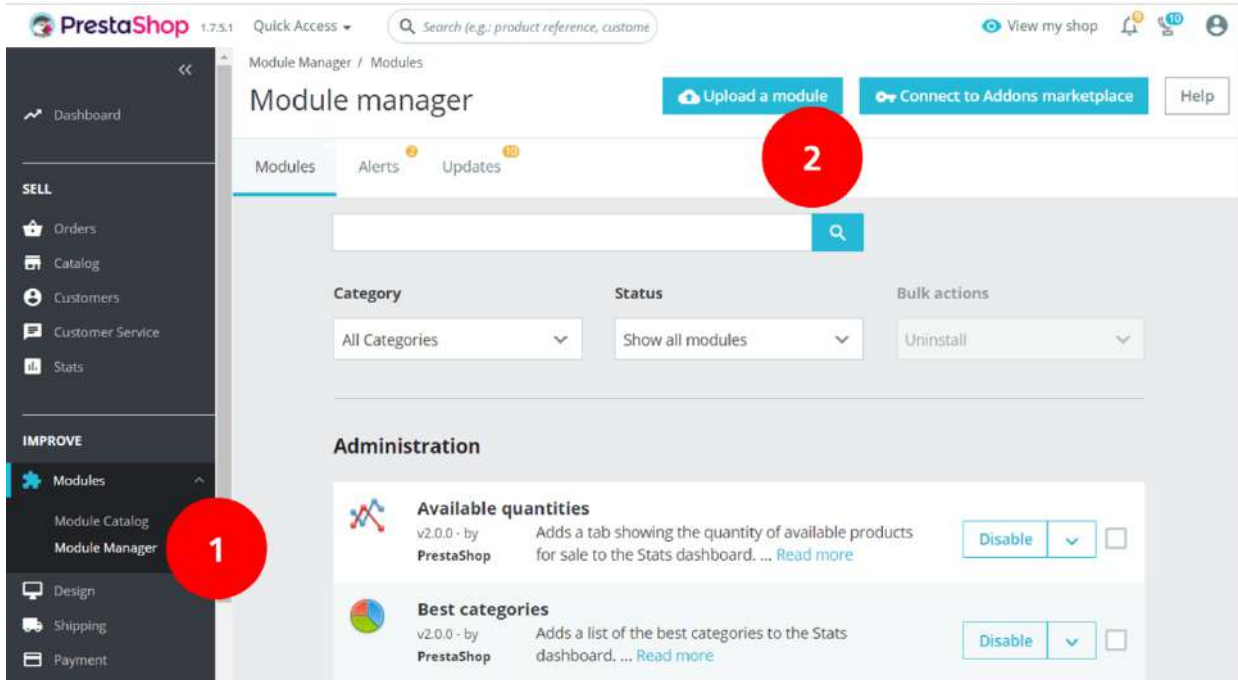 PrestaShop 1.7.5.1 Quick Access Search (e.g.: product reference, custome View my shop 0 10
Module Manager / Modules
Module manager
Upload a module Connect to Addons marketplace Help
Modules Alerts 2 Updates 10
2
Dashboard
SELL
Orders
Catalog
Customers
Customer Service
Stats
IMPROVE
Modules
Module Catalog
Module Manager
1
Design
Shipping
Payment
Category Status Bulk actions
All Categories Show all modules Uninstall
Administration
Available quantities
v2.0.0 - by Adds a tab showing the quantity of available products
PrestaShop for sale to the Stats dashboard. ... Read more
Disable
Best categories
v2.0.0 - by Adds a list of the best categories to the Stats
PrestaShop dashboard. ... Read more
Disable